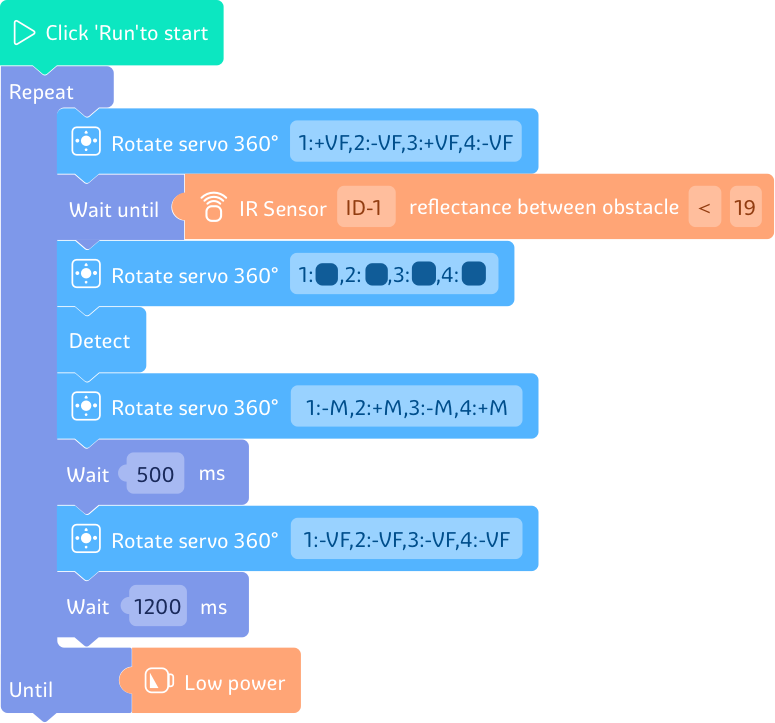 Click 'Run'to start
Repeat
Rotate servo 360° 1:+VF,2:-VF,3:+VF,4:-VF
Wait until IR Sensor ID-1 reflectance between obstacle < 19
Rotate servo 360° 1:■,2:■,3:■,4:■
Detect
Rotate servo 360° 1:-M,2:+M,3:-M,4:+M
Wait 500 ms
Rotate servo 360° 1:-VF,2:-VF,3:-VF,4:-VF
Wait 1200 ms
Until Low power